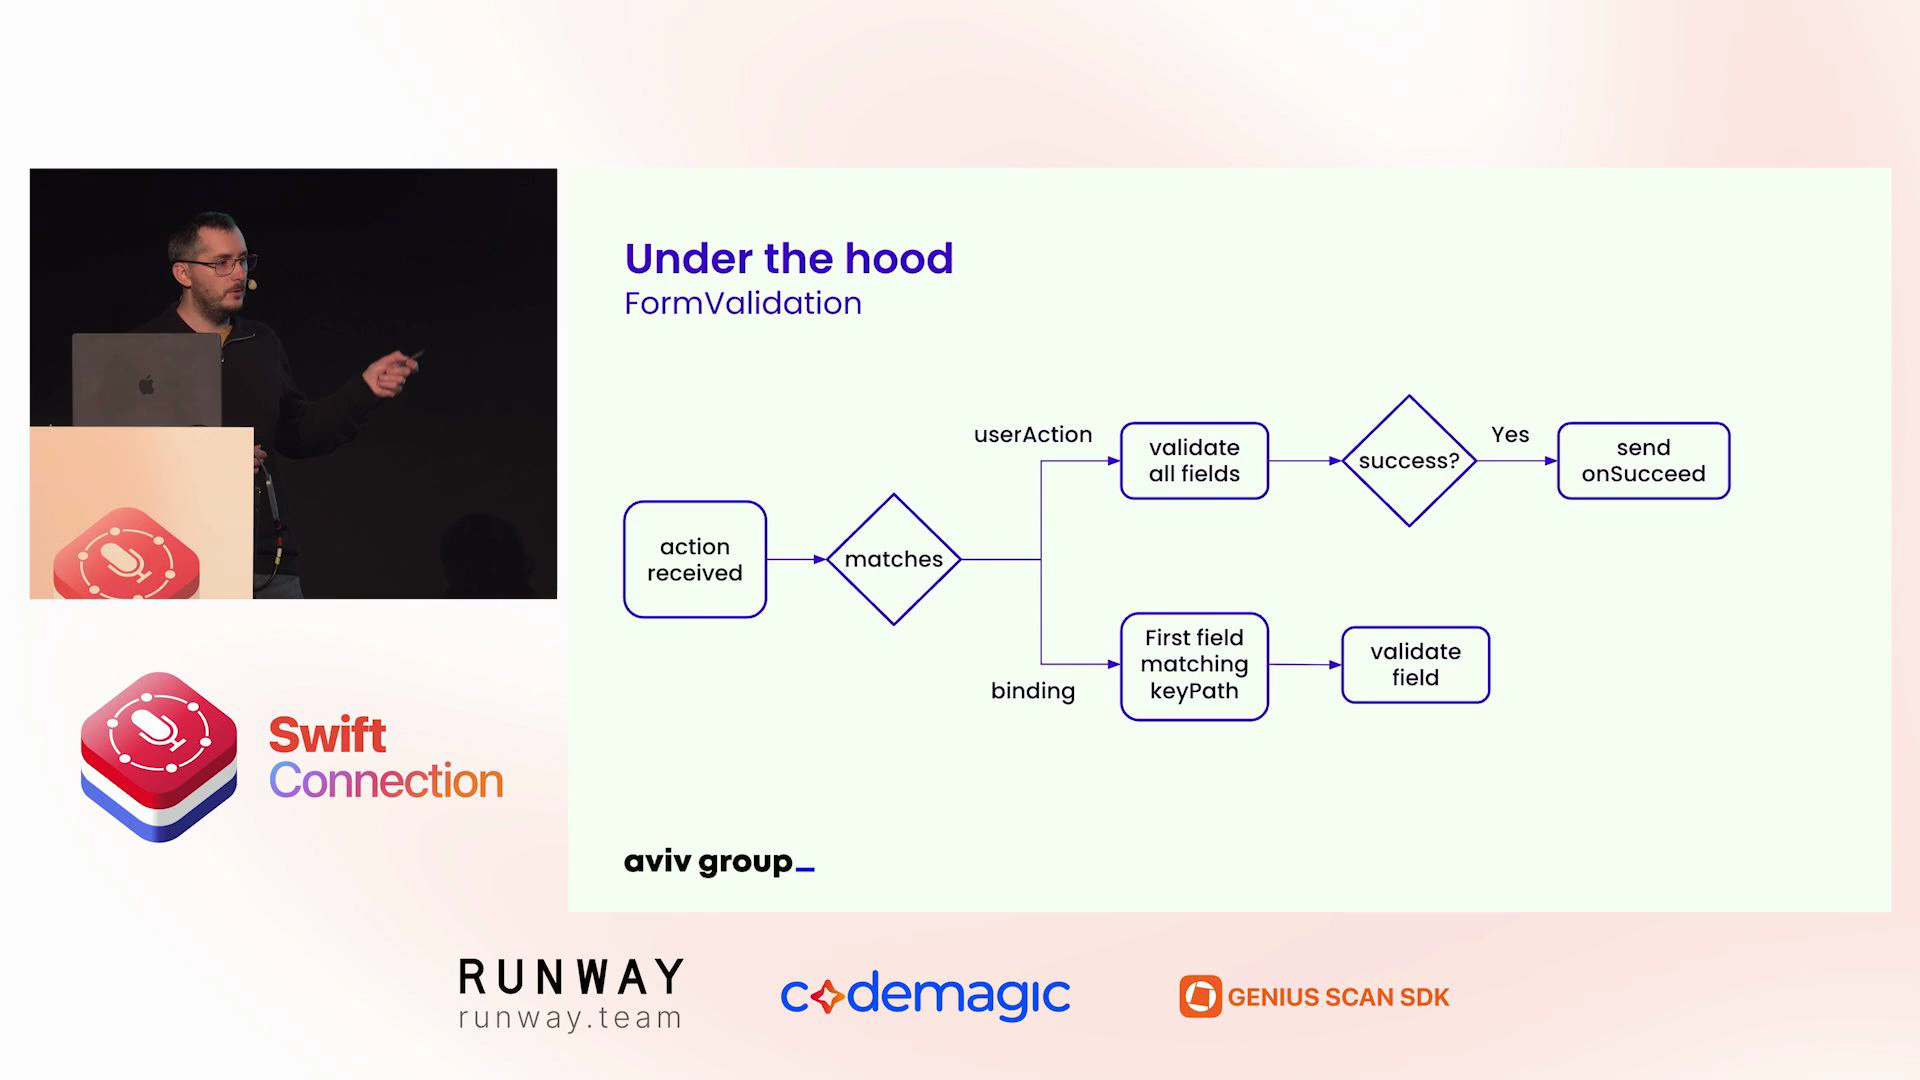 Under the hood
FormValidation
userAction
validate
all fields
success?
Yes
send
onSucceed
action
received
matches
binding
First field
matching
keyPath
validate
field
aviv group_
Swift
Connection
RUNWAY
runway.team
codemagic
GENIUS SCAN SDK